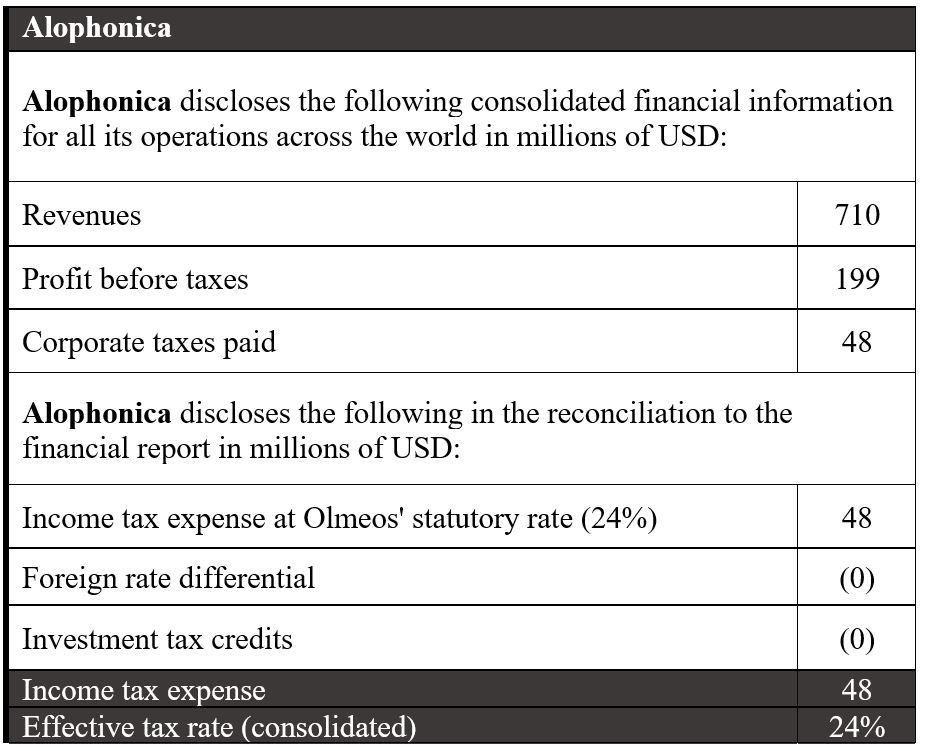 Alophonica
Alophonica discloses the following consolidated financial information
for all its operations across the world in millions of USD:
Revenues 710
Profit before taxes 199
Corporate taxes paid 48
Alophonica discloses the following in the reconciliation to the
financial report in millions of USD:
Income tax expense at Olmeos' statutory rate (24%) 48
Foreign rate differential (0)
Investment tax credits (0)
Income tax expense 48
Effective tax rate (consolidated) 24%